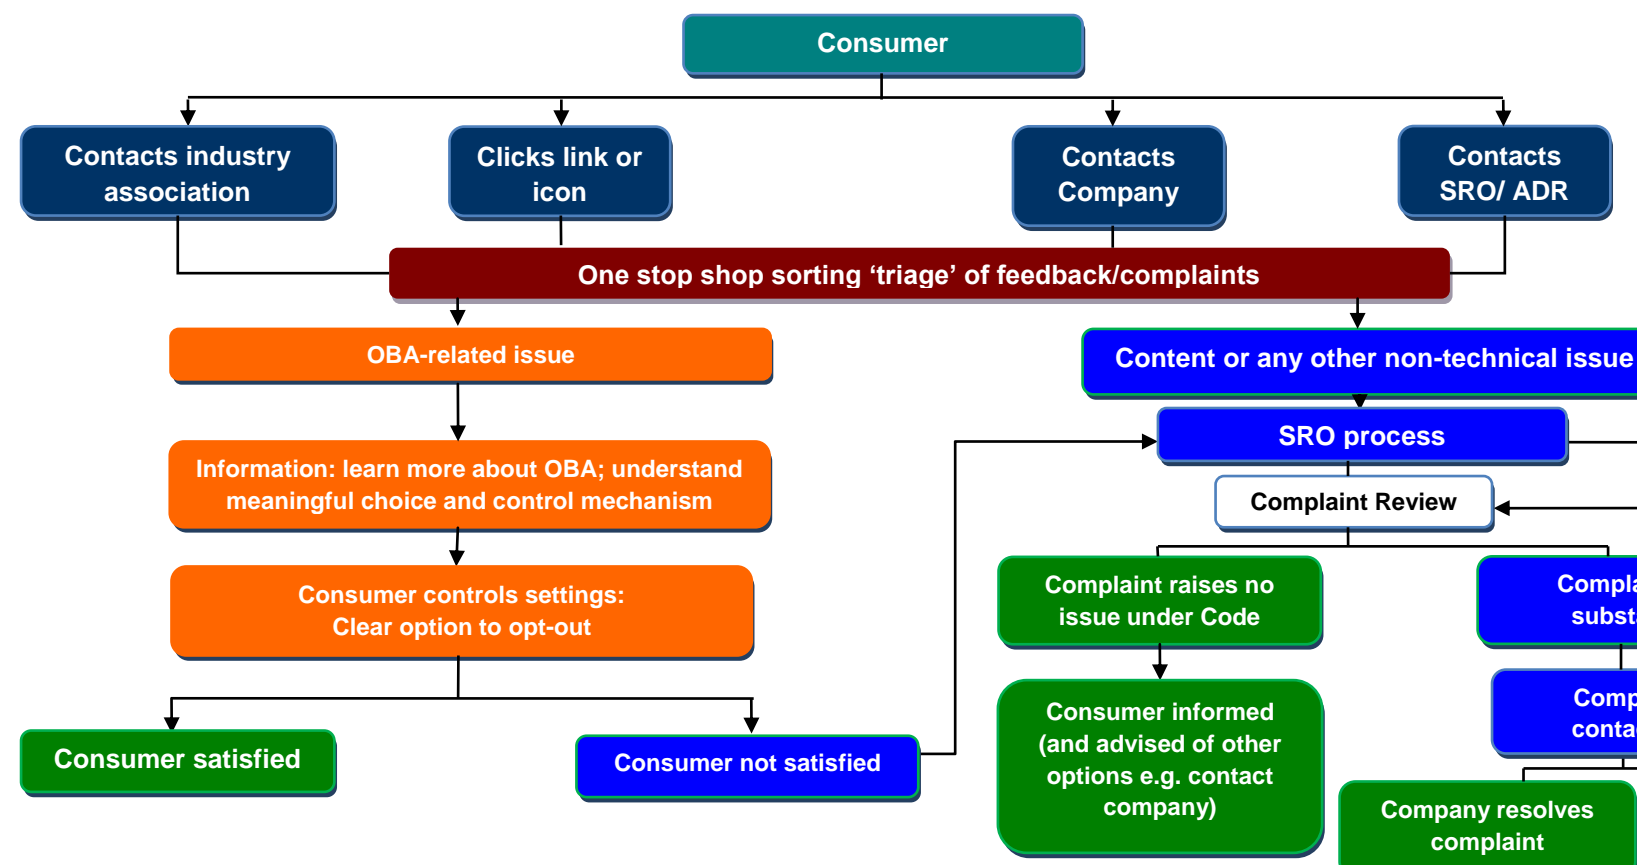 Consumer
Contacts industry
association
Clicks link or
icon
Contacts
Company
Contacts
SRO/ ADR
One stop shop sorting ‘triage’ of feedback/complaints
OBA-related issue
Content or any other non-technical issue
Information: learn more about OBA; understand
meaningful choice and control mechanism
SRO process
Complaint Review
Consumer controls settings:
Clear option to opt-out
Complaint raises no
issue under Code
Consumer satisfied
Consumer not satisfied
Consumer informed
(and advised of other
options e.g. contact
company)
Company resolves
complaint